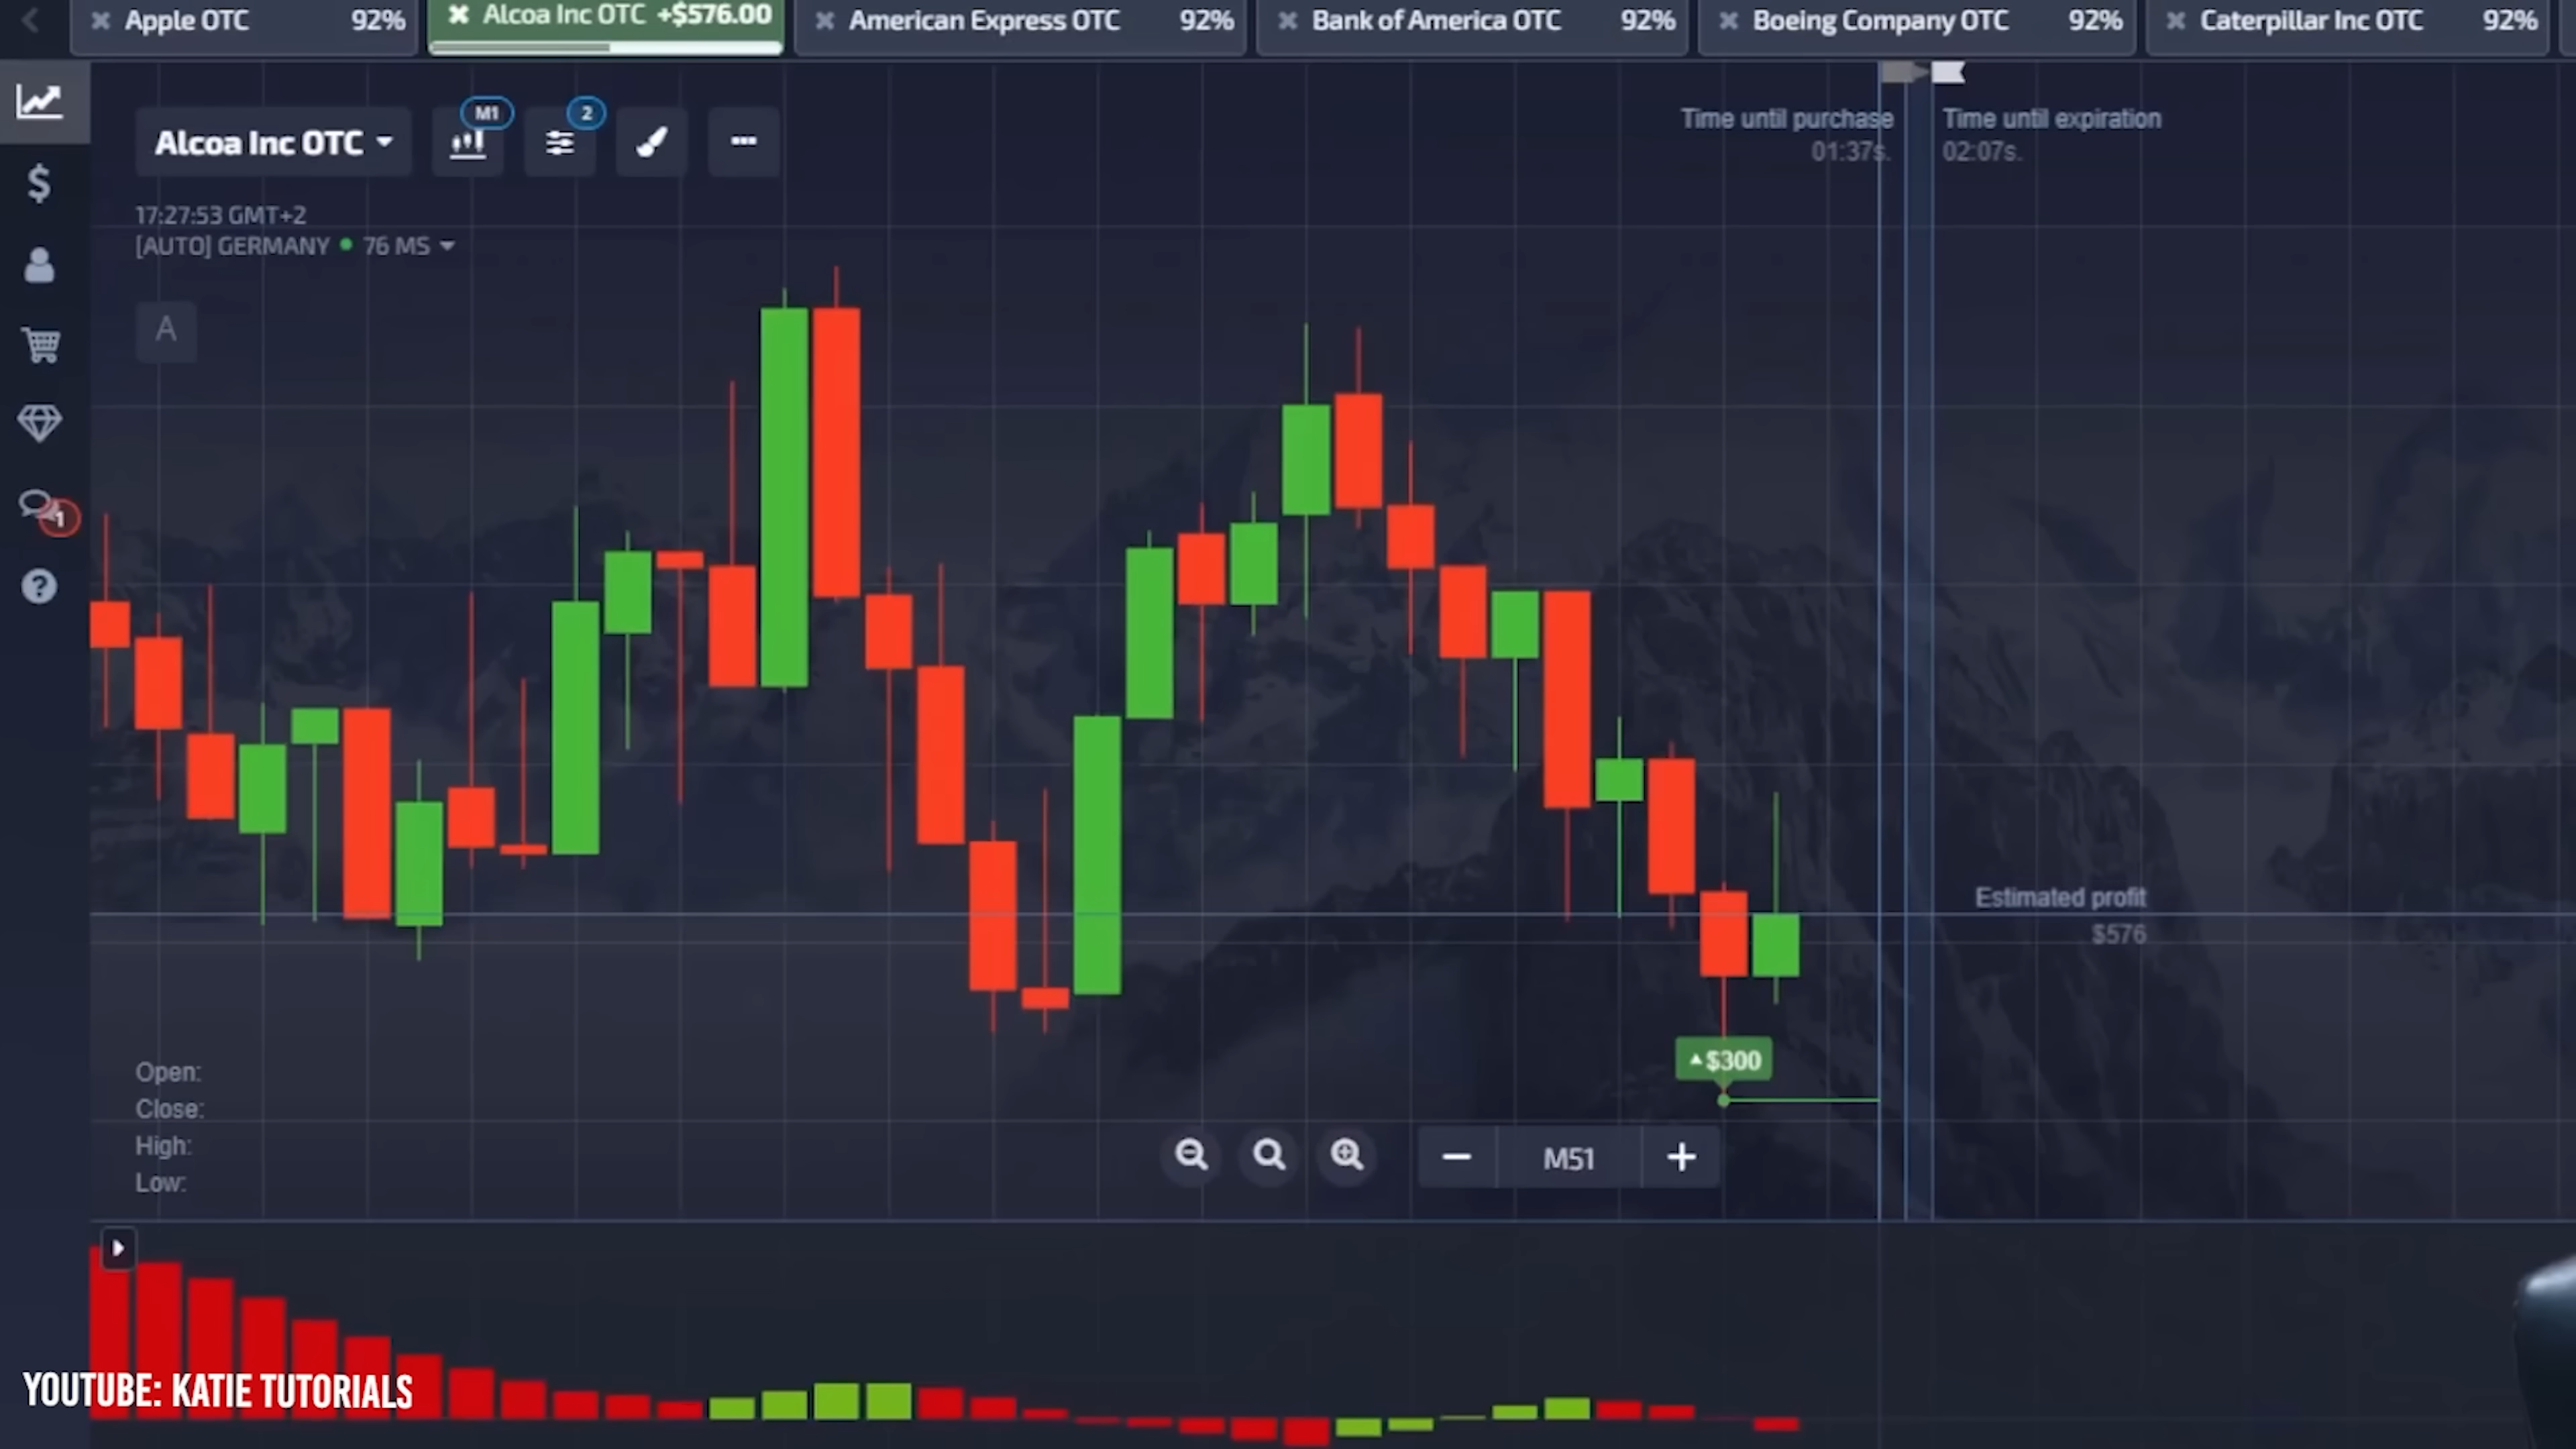 Apple OTC 92%
Alcoa Inc OTC +$576.00
American Express OTC 92%
Bank of America OTC 92%
Boeing Company OTC 92%
Caterpillar Inc OTC 92%
Alcoa Inc OTC
M1
2
Time until purchase
01:37s.
Time until expiration
02:07s.
17:27:53 GMT+2
[AUTO] GERMANY 76 MS
A
1
Estimated profit
$576
$300
Open:
Close:
High:
Low:
M51
YOUTUBE: KATIE TUTORIALS